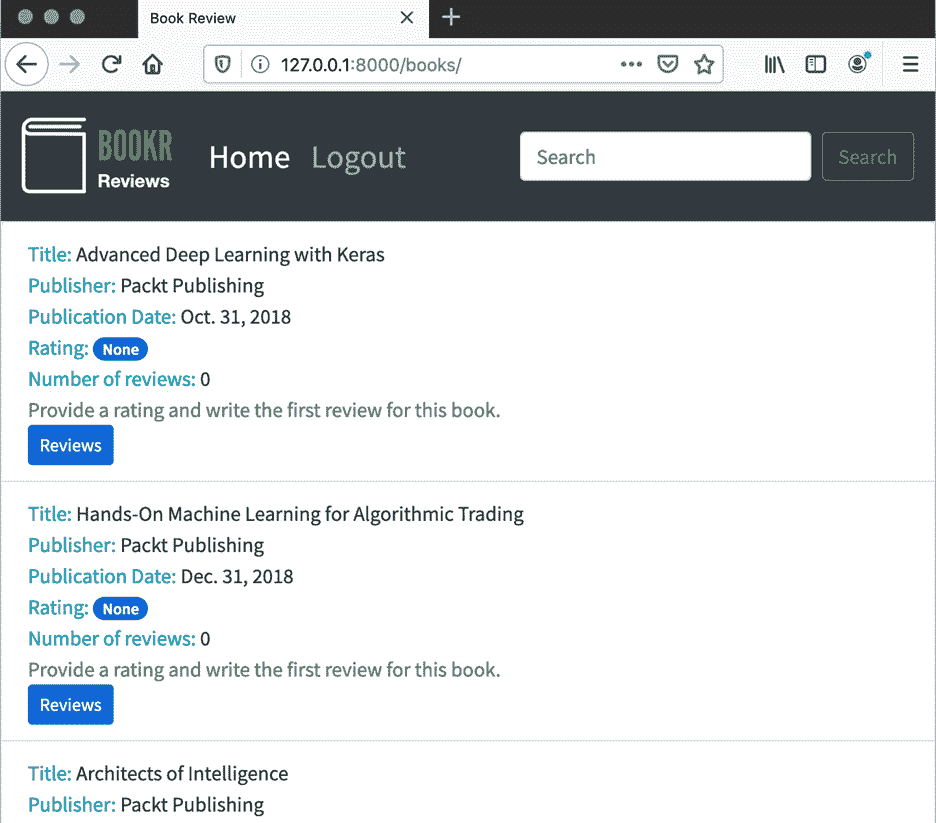 Book Review
127.0.0.1:8000/books/
BOOKR
Reviews
Home
Logout
Search
Search
Title: Advanced Deep Learning with Keras
Publisher: Packt Publishing
Publication Date: Oct. 31, 2018
Rating: None
Number of reviews: 0
Provide a rating and write the first review for this book.
Reviews
Title: Hands-On Machine Learning for Algorithmic Trading
Publisher: Packt Publishing
Publication Date: Dec. 31, 2018
Rating: None
Number of reviews: 0
Provide a rating and write the first review for this book.
Reviews
Title: Architects of Intelligence
Publisher: Packt Publishing